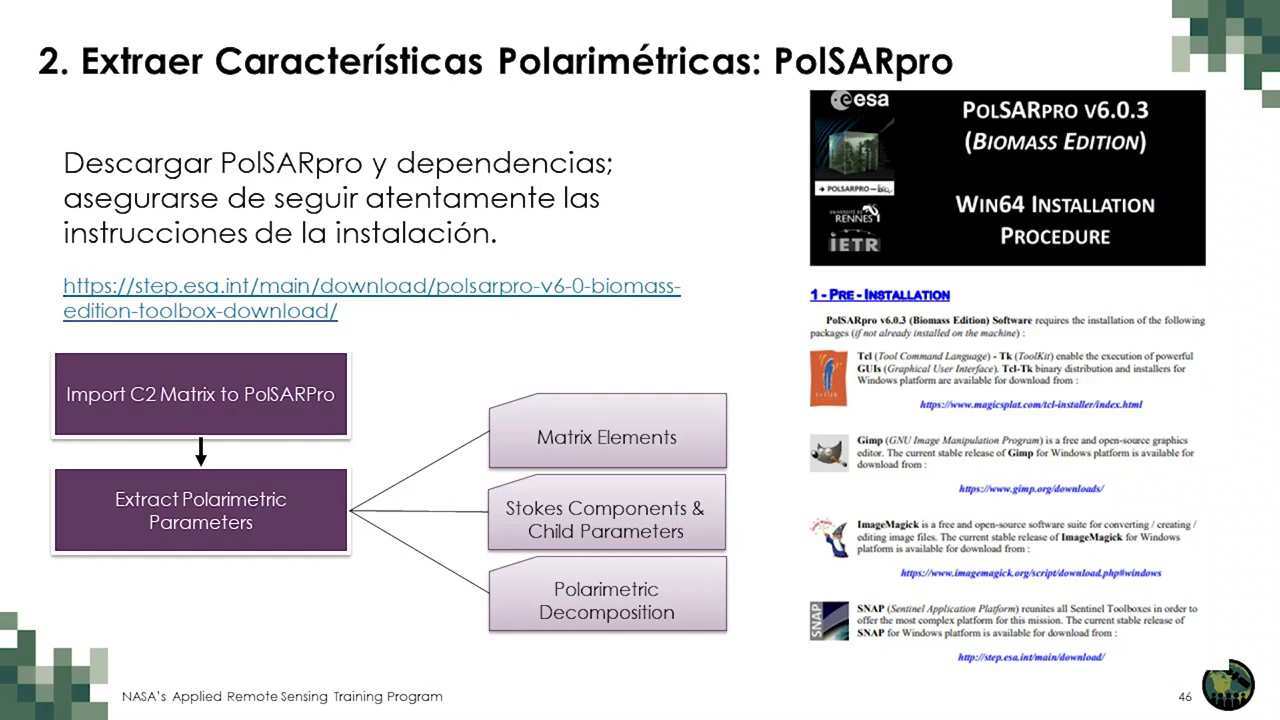 2. Extraer Características Polarimétricas: PolSARpro
Descargar PolSARpro y dependencias;
asegurarse de seguir atentamente las
instrucciones de la instalación.
https://step.esa.int/main/download/polsarpro-v6-0-biomass-
edition-toolbox-download/
Import C2 Matrix to PolSARPro
Extract Polarimetric
Parameters
Matrix Elements
Stokes Components &
Child Parameters
Polarimetric
Decomposition
esa
POLSARPRO
UNIVERSITÉ DE
RENNES
IETR
POLSARPRO V6.0.3
(BIOMASS EDITION)
WIN64 INSTALLATION
PROCEDURE
1 - PRE - INSTALLATION
PolSARpro v6.0.3 (Biomass Edition) Software requires the installation of the following
packages (if not already installed on the machine) :
Tcl (Tool Command Language) - Tk (ToolKit) enable the execution of powerful
GUIs (Graphical User Interface). Tcl-Tk binary distribution and installers for
Windows platform are available for download from :
https://www.magicsplat.com/tcl-installer/index.html
Gimp (GNU Image Manipulation Program) is a free and open-source graphics
editor. The current stable release of Gimp for Windows platform is available for
download from :
https://www.gimp.org/downloads/
ImageMagick is a free and open-source software suite for converting / creating /
editing image files. The current stable release of ImageMagick for Windows
platform is available for download from :
https://www.imagemagick.org/script/download.php#windows
SNAP
SNAP (Sentinel Application Platform) reunites all Sentinel Toolboxes in order to
offer the most complex platform for this mission. The current stable release of
SNAP for Windows platform is available for download from :
http://step.esa.int/main/download/
NASA's Applied Remote Sensing Training Program
46